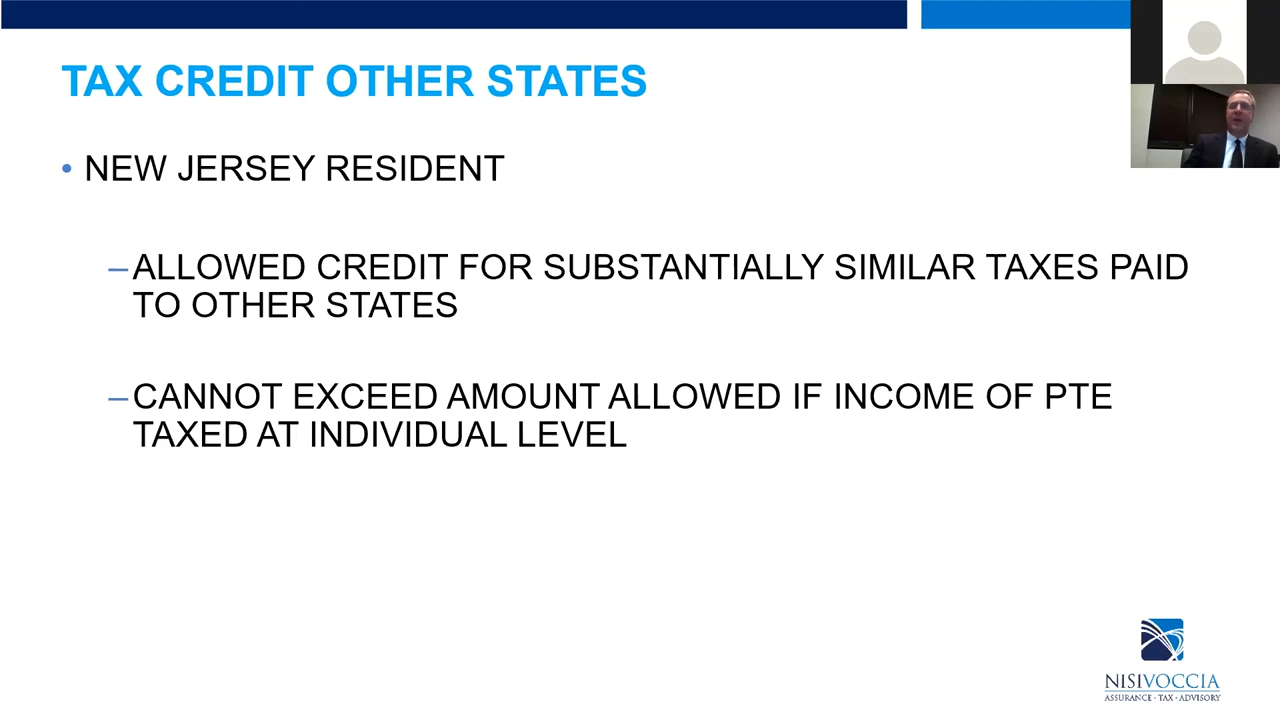 TAX CREDIT OTHER STATES
• NEW JERSEY RESIDENT
–ALLOWED CREDIT FOR SUBSTANTIALLY SIMILAR TAXES PAID
TO OTHER STATES
–CANNOT EXCEED AMOUNT ALLOWED IF INCOME OF PTE
TAXED AT INDIVIDUAL LEVEL
NISIVOCCIA
ASSURANCE · TAX · ADVISORY